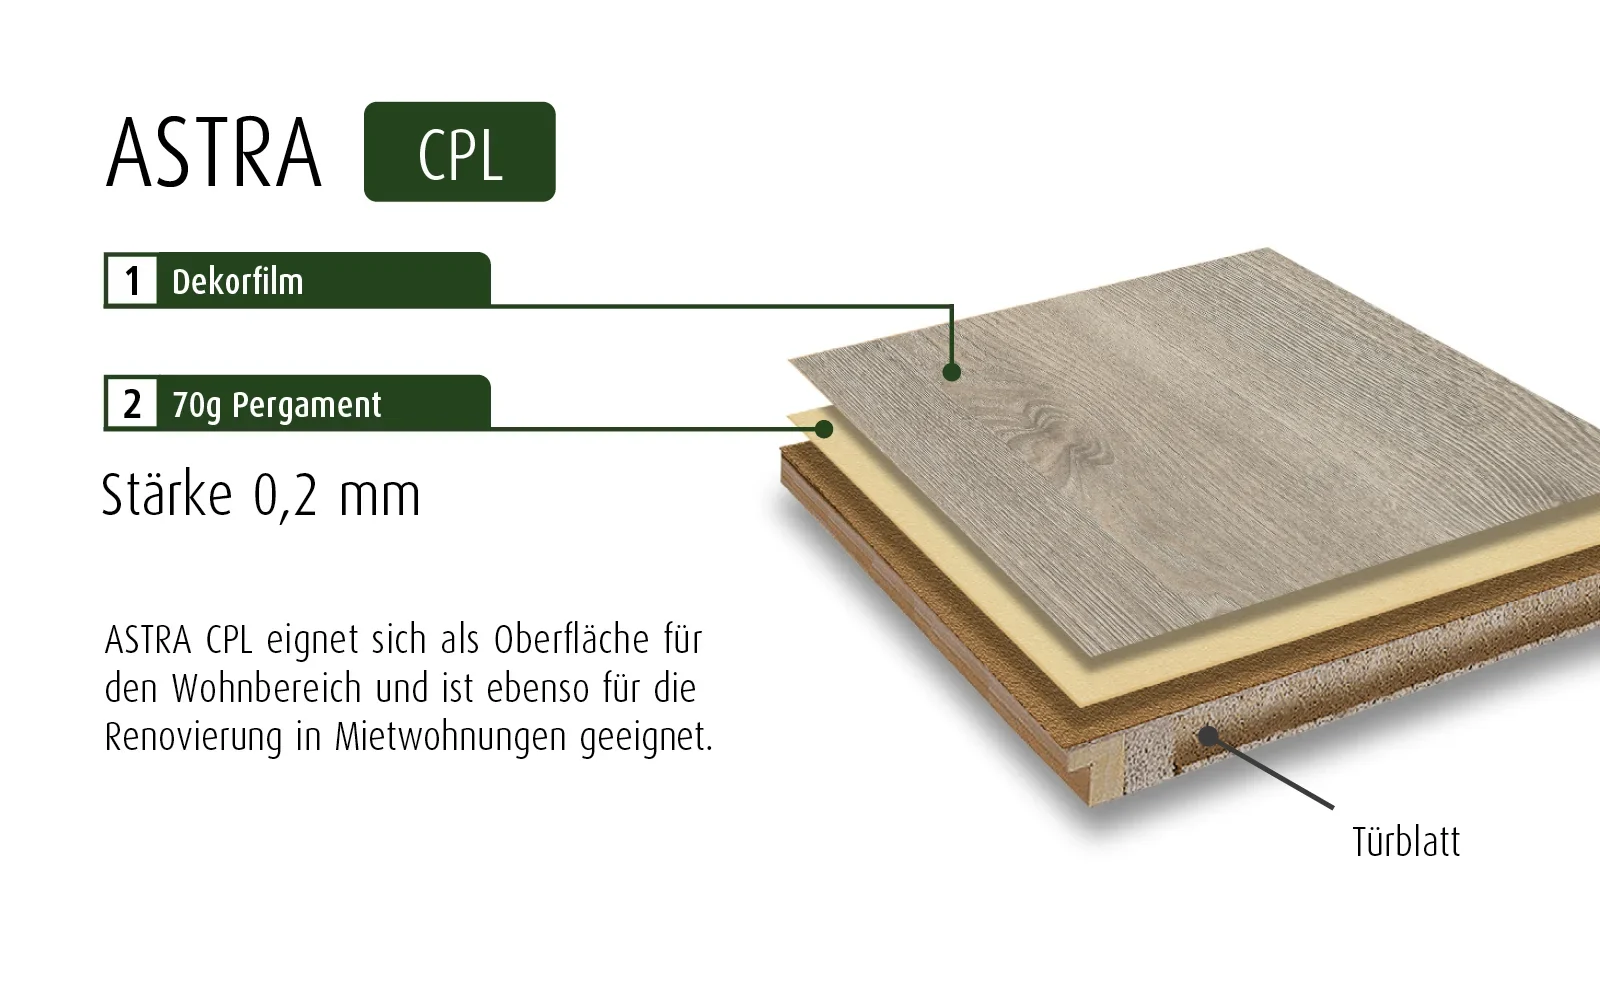 ASTRA CPL
1 Dekorfilm
2 70g Pergament
Stärke 0,2 mm
ASTRA CPL eignet sich als Oberfläche für
den Wohnbereich und ist ebenso für die
Renovierung in Mietwohnungen geeignet.
Türblatt